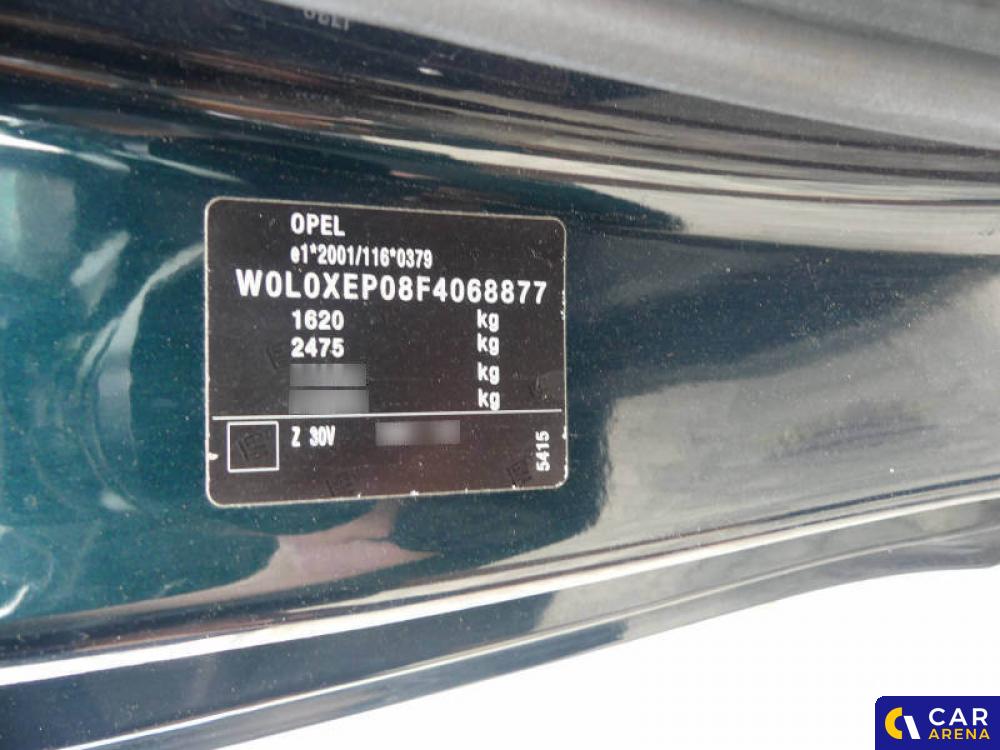 OPEL
e1*2001/116*0379
W0L0XEP08F4068877
1620 kg
2475 kg
kg
kg
Z 30V
5415
CAR
ARENA